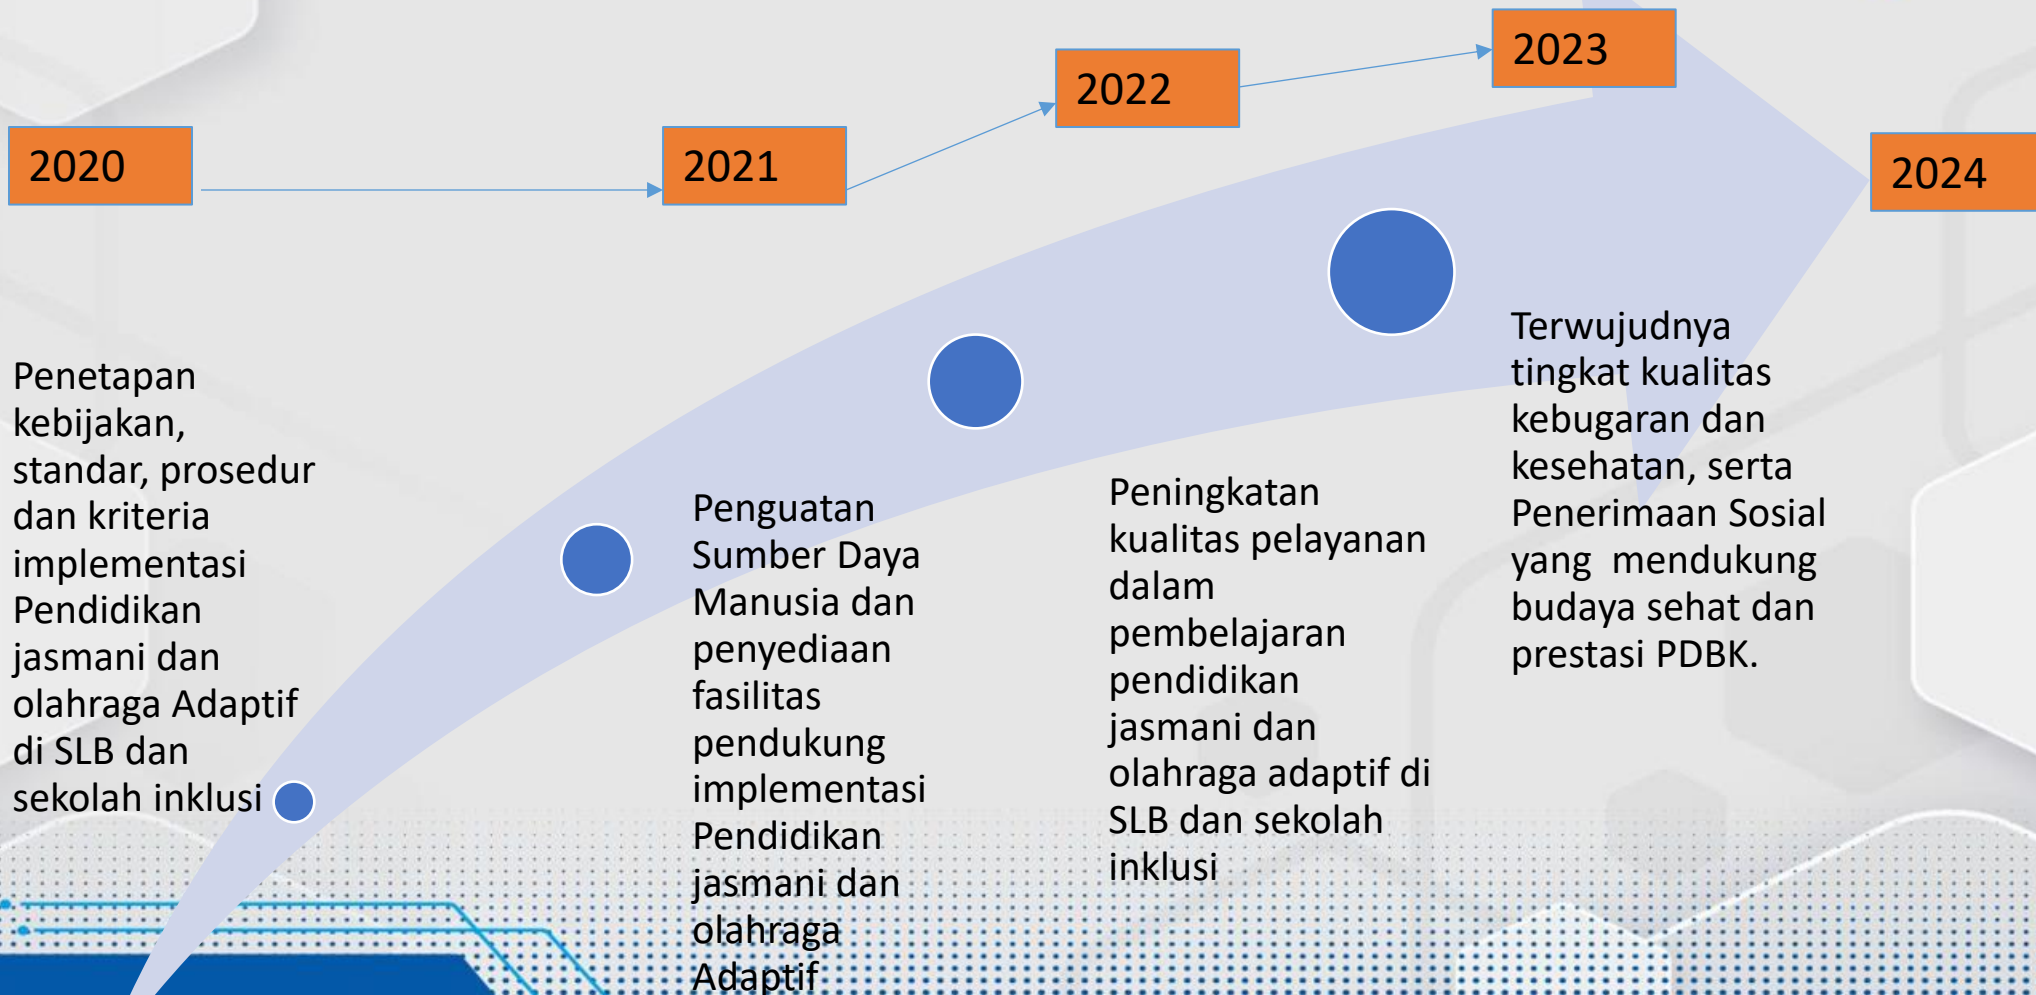 2020
2021
2022
2023
2024
Penetapan
kebijakan,
standar, prosedur
dan kriteria
implementasi
Pendidikan
jasmani dan
olahraga Adaptif
di SLB dan
sekolah inklusi
Penguatan
Sumber Daya
Manusia dan
penyediaan
fasilitas
pendukung
implementasi
Pendidikan
jasmani dan
olahraga
Adaptif
Peningkatan
kualitas pelayanan
dalam
pembelajaran
pendidikan
jasmani dan
olahraga adaptif di
SLB dan sekolah
inklusi
Terwujudnya
tingkat kualitas
kebugaran dan
kesehatan, serta
Penerimaan Sosial
yang  mendukung
budaya sehat dan
prestasi PDBK.